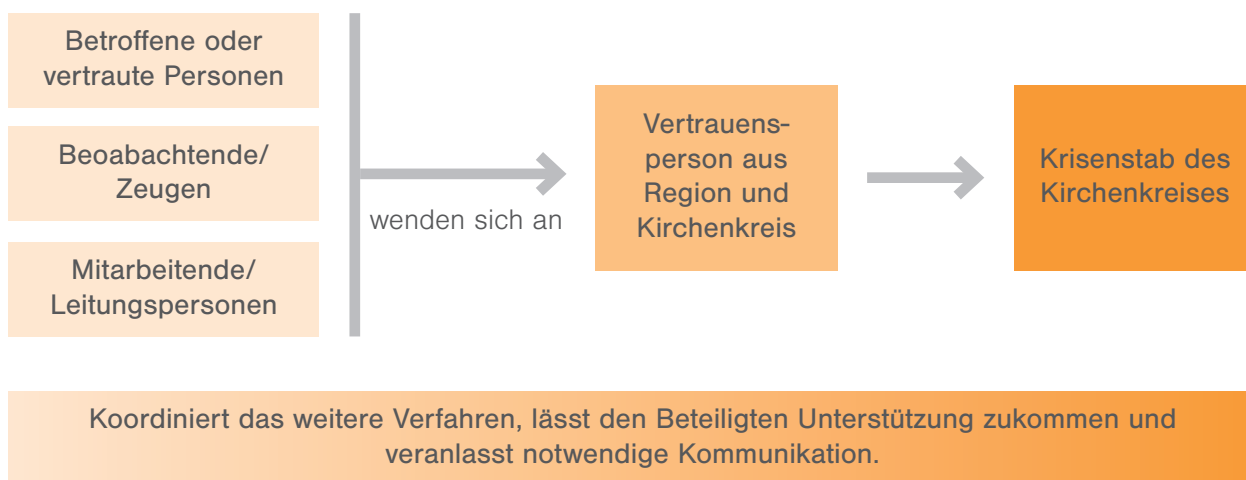 Betroffene oder
vertraute Personen
Beoabachtende/
Zeugen
Mitarbeitende/
Leitungspersonen
wenden sich an
Vertrauens-
person aus
Region und
Kirchenkreis
Krisenstab des
Kirchenkreises
Koordiniert das weitere Verfahren, lässt den Beteiligten Unterstützung zukommen und
veranlasst notwendige Kommunikation.